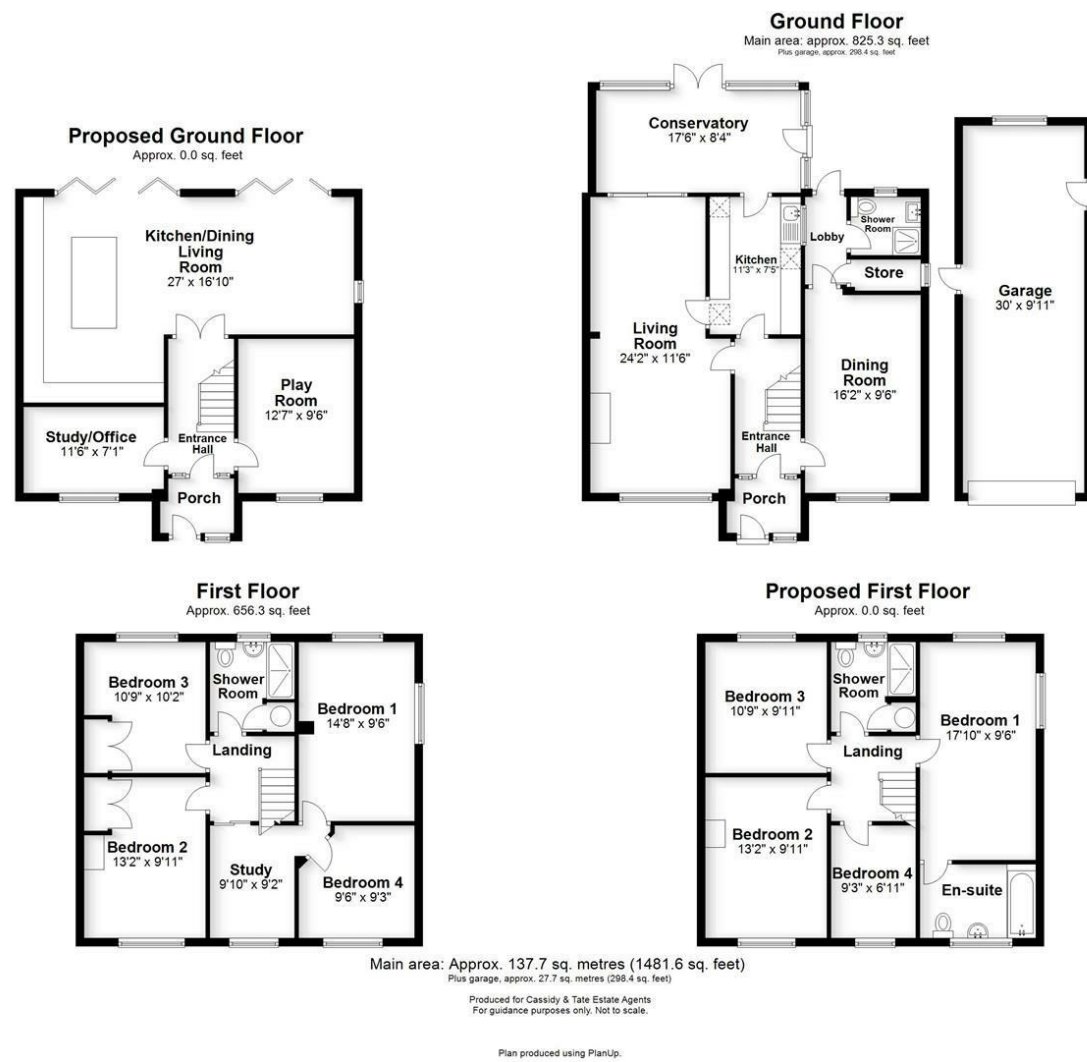 Ground Floor
Main area: approx. 825.3 sq. feet
Plus garage, approx. 298.4 sq. feet
Conservatory
17'6" x 8'4"
Shower
Room
Lobby
Kitchen
11'3" x 7'5"
Store
Garage
30' x 9'11"
Living
Room
24'2" x 11'6"
Dining
Room
16'2" x 9'6"
Entrance
Hall
Porch
Proposed Ground Floor
Approx. 0.0 sq. feet
Kitchen/Dining
Living
Room
27' x 16'10"
Play
Room
12'7" x 9'6"
Study/Office
11'6" x 7'1"
Entrance
Hall
Porch
First Floor
Approx. 656.3 sq. feet
Bedroom 3
10'9" x 10'2"
Shower
Room
Bedroom 1
14'8" x 9'6"
Landing
Bedroom 2
13'2" x 9'11"
Study
9'10" x 9'2"
Bedroom 4
9'6" x 9'3"
Proposed First Floor
Approx. 0.0 sq. feet
Bedroom 3
10'9" x 9'11"
Shower
Room
Bedroom 1
17'10" x 9'6"
Landing
Bedroom 2
13'2" x 9'11"
Bedroom 4
9'3" x 6'11"
En-suite
Main area: Approx. 137.7 sq. metres (1481.6 sq. feet)
Plus garage, approx. 27.7 sq. metres (298.4 sq. feet)
Produced for Cassidy & Tate Estate Agents
For guidance purposes only. Not to scale.
Plan produced using PlanUp.